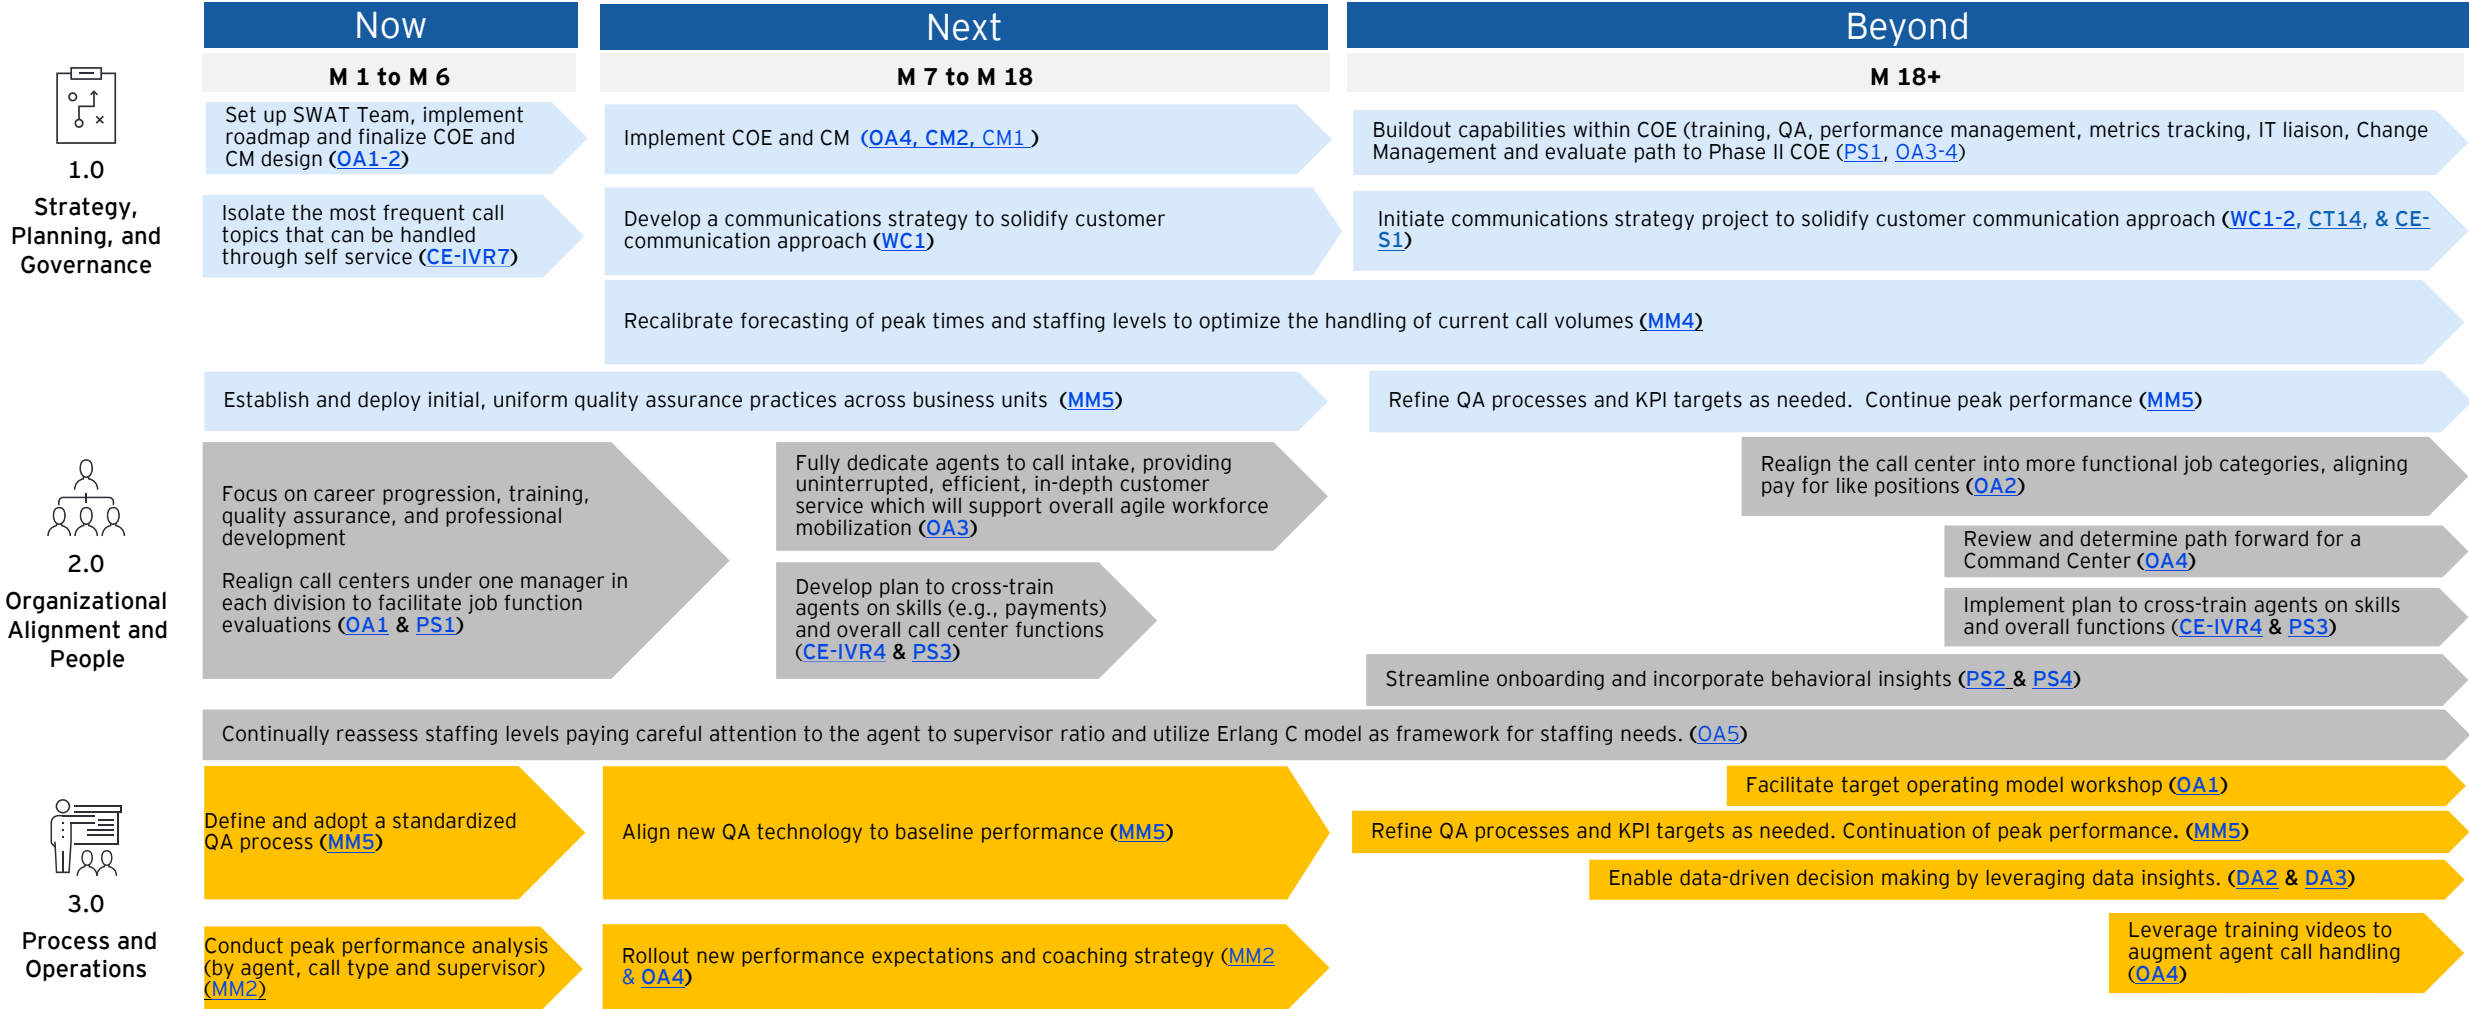 Now
Next
Beyond
M 1 to M 6
M 7 to M 18
M 18+
1.0
Strategy,
Planning, and
Governance
Set up SWAT Team, implement
roadmap and finalize COE and
CM design (OA1-2)
Implement COE and CM  (OA4, CM2, CM1 )
Buildout capabilities within COE (training, QA, performance management, metrics tracking, IT liaison, Change
Management and evaluate path to Phase II COE (PS1, OA3-4)
Isolate the most frequent call
topics that can be handled
through self service (CE-IVR7)
Develop a communications strategy to solidify customer
communication approach (WC1)
Initiate communications strategy project to solidify customer communication approach (WC1-2, CT14, & CE-
S1)
Recalibrate forecasting of peak times and staffing levels to optimize the handling of current call volumes (MM4)
Establish and deploy initial, uniform quality assurance practices across business units  (MM5)
Refine QA processes and KPI targets as needed.  Continue peak performance (MM5)
2.0
Organizational
Alignment and
People
Focus on career progression, training,
quality assurance, and professional
development
Realign call centers under one manager in
each division to facilitate job function
evaluations (OA1 & PS1)
Fully dedicate agents to call intake, providing
uninterrupted, efficient, in-depth customer
service which will support overall agile workforce
mobilization (OA3)
Develop plan to cross-train
agents on skills (e.g., payments)
and overall call center functions
(CE-IVR4 & PS3)
Realign the call center into more functional job categories, aligning
pay for like positions (OA2)
Review and determine path forward for a
Command Center (OA4)
Implement plan to cross-train agents on skills
and overall functions (CE-IVR4 & PS3)
Streamline onboarding and incorporate behavioral insights (PS2 & PS4)
Continually reassess staffing levels paying careful attention to the agent to supervisor ratio and utilize Erlang C model as framework for staffing needs. (OA5)
3.0
Process and
Operations
Define and adopt a standardized
QA process (MM5)
Align new QA technology to baseline performance (MM5)
Facilitate target operating model workshop (OA1)
Refine QA processes and KPI targets as needed. Continuation of peak performance. (MM5)
Enable data-driven decision making by leveraging data insights. (DA2 & DA3)
Conduct peak performance analysis
(by agent, call type and supervisor)
(MM2)
Rollout new performance expectations and coaching strategy (MM2
& OA4)
Leverage training videos to
augment agent call handling
(OA4)